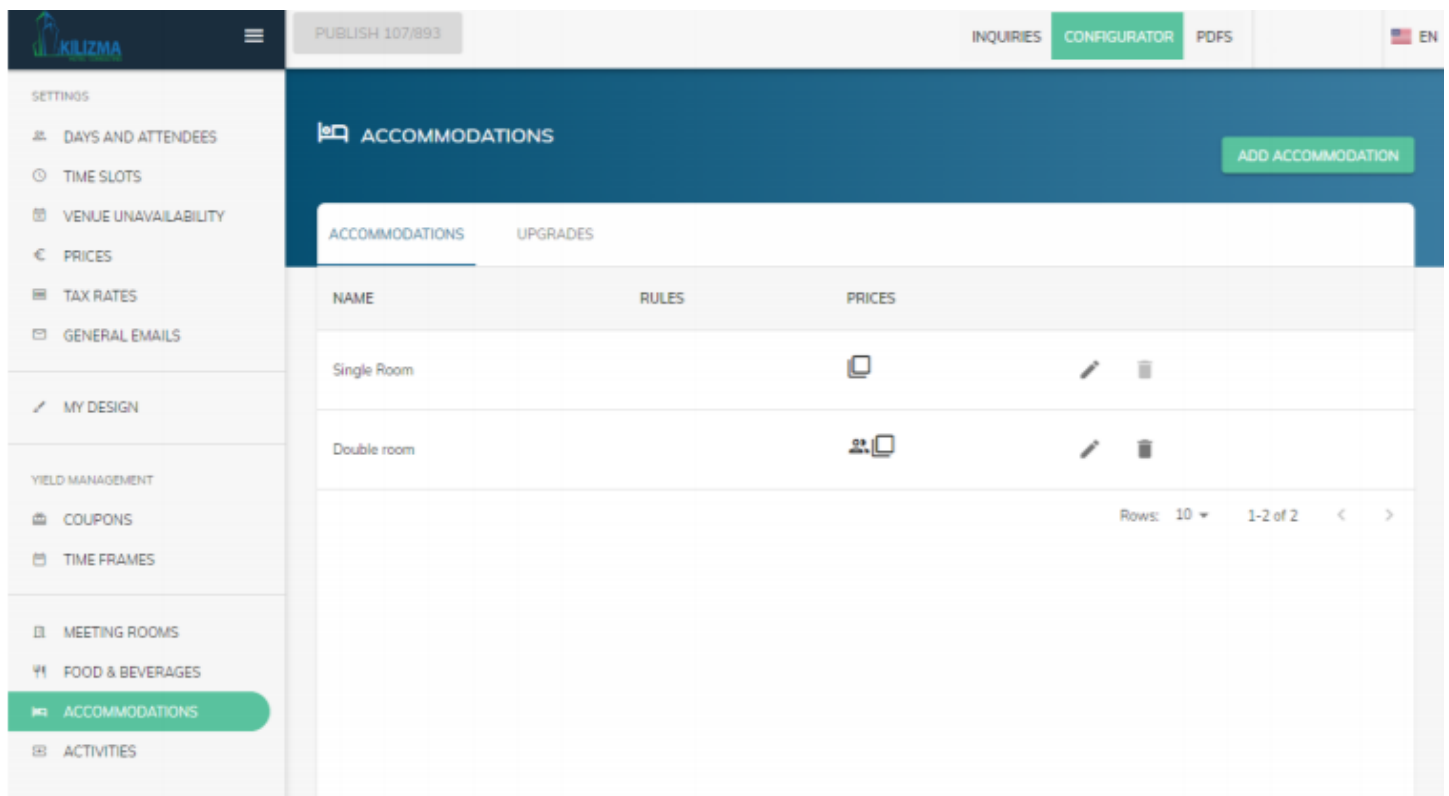 KILIZMA
PUBLISH 107/893
INQUIRIES CONFIGURATOR PDFS EN
SETTINGS
DAYS AND ATTENDEES
TIME SLOTS
VENUE UNAVAILABILITY
PRICES
TAX RATES
GENERAL EMAILS
MY DESIGN
YIELD MANAGEMENT
COUPONS
TIME FRAMES
MEETING ROOMS
FOOD & BEVERAGES
ACCOMMODATIONS
ACTIVITIES
ACCOMMODATIONS
ADD ACCOMMODATION
ACCOMMODATIONS UPGRADES
NAME RULES PRICES
Single Room
Double room
Rows: 10 1-2 of 2